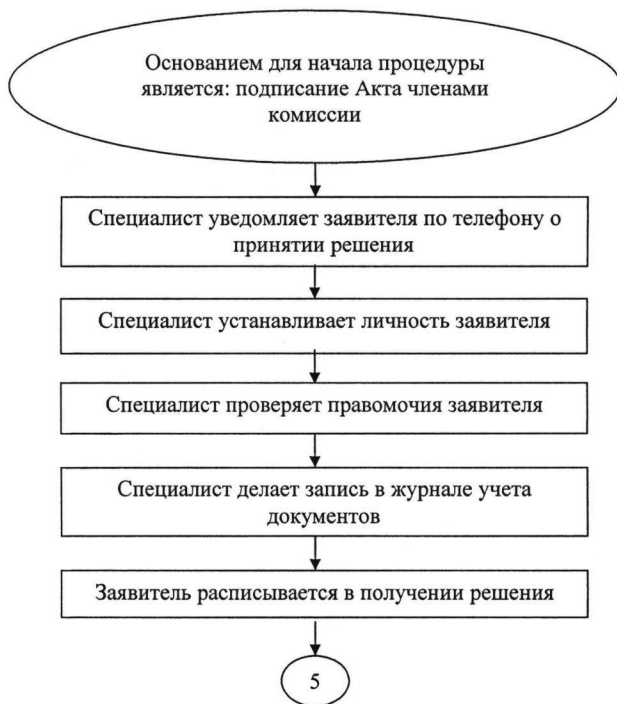 Основанием для начала процедуры
является: подписание Акта членами
комиссии
Специалист уведомляет заявителя по телефону о
принятии решения
Специалист устанавливает личность заявителя
Специалист проверяет правомочия заявителя
Специалист делает запись в журнале учета
документов
Заявитель расписывается в получении решения
5